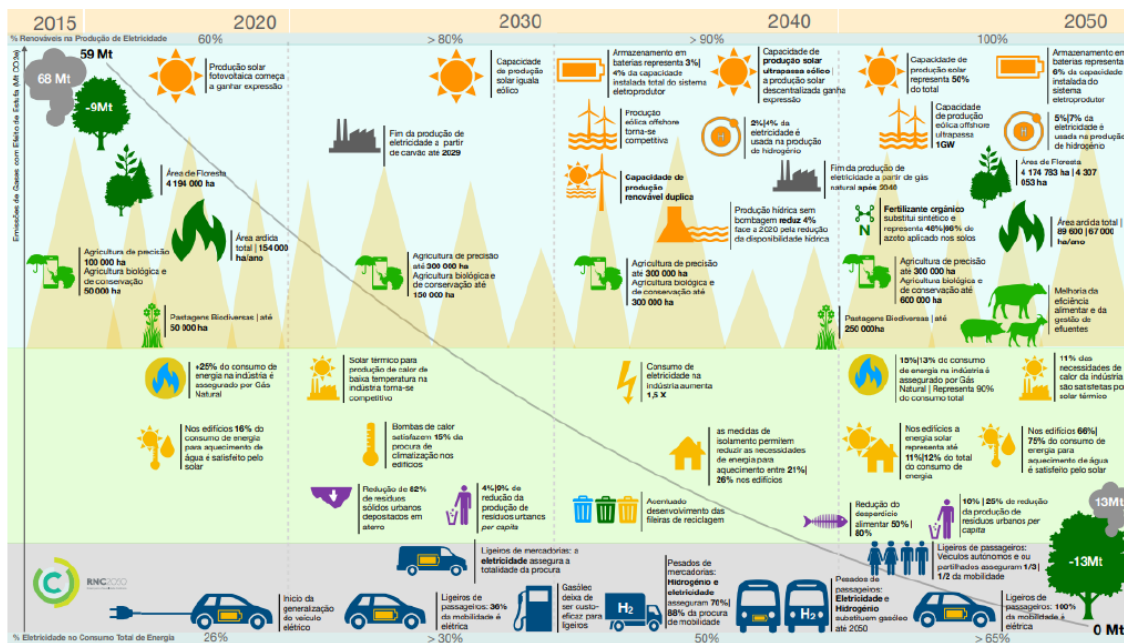 2015
2020
2030
2040
2050
% Renováveis na Produção de Eletricidade
60%
> 80%
> 90%
100%
Emissões de Gases com Efeito de Estufa
59 Mt
68 Mt
-9Mt
Produção solar
fotovoltaica começa
a ganhar expressão
Capacidade
de produção
solar iguala
eólico
Armazenamento em
baterias representa 3%|
4% da capacidade
instalada total do sistema
eletroprodutor
Capacidade de
produção solar
ultrapassa eólico |
a produção solar
descentralizada ganha
expressão
Capacidade de
produção solar
representa 50%
do total
Armazenamento em
baterias representa
6% da capacidade
instalada do
sistema
eletroprodutor
Fim da produção de
eletricidade a partir
de carvão até 2029
Produção
eólica offshore
torna-se
competitiva
2%|4% da
eletricidade é
usada na produção
de hidrogénio
Capacidade
de produção
eólica offshore
ultrapassa
1GW
5%|7% da
eletricidade é
usada na produção
de hidrogénio
Área de Floresta
4 194 000 ha
Capacidade de
produção
renovável duplica
Fim da produção de
eletricidade a partir de gás
natural após 2040
Área de Floresta
4 174 783 ha | 4 307
053 ha
Área ardida
total | 154 000
ha/ano
Produção hídrica sem
bombagem reduz 4%
face a 2020 pela redução
da disponibilidade hídrica
N
Fertilizante orgânico
substitui sintético e
azoto aplicado nos solos
Área ardida total |
89 600 | 67 000
ha/ano
Agricultura de precisão
100 000 ha
Agricultura biológica e
de conservação
50 000 ha
Agricultura de precisão
até 300 000 ha
Agricultura biológica e
de conservação até
150 000 ha
Agricultura de precisão
até 300 000 ha
Agricultura biológica e
de conservação até
300 000 ha
Agricultura de precisão
até 300 000 ha
Agricultura biológica e
de conservação até
600 000 ha
Melhoria da
eficiência
alimentar e da
gestão de
efluentes
Pastagens Biodiversas | até
50 000 ha
Pastagens Biodiversas | até
250 000ha
+25% do consumo de
energia na indústria é
assegurado por Gás
Natural
Solar térmico para
produção de calor de
baixa temperatura na
indústria torna-se
competitivo
Consumo de
eletricidade na
indústria aumenta
1,5 X
15%|13% de consumo
de energia na indústria é
assegurado por Gás
Natural | Representa 90%
do consumo total
11% das
necessidades de
calor da indústria
são satisfeitas por
solar térmico
Nos edifícios 16% do
consumo de energia
para aquecimento de
água é satisfeito pelo
solar
Bombas de calor
satisfazem 15% da
procura de
climatização nos
edifícios
as medidas de
isolamento permitem
reduzir as necessidades
de energia para
aquecimento entre 21%|
26% nos edifícios
Nos edifícios a
energia solar
representa até
11%|12% do total
do consumo de
energia
Nos edifícios 66%|
75% do consumo de
energia para
aquecimento de água
é satisfeito pelo solar
Redução de 62%
de resíduos
sólidos urbanos
depositados em
aterro
4%|9% de
redução da
produção de
resíduos urbanos
per capita
Acentuado
desenvolvimento das
fileiras de reciclagem
Redução do
desperdício
alimentar 50% |
80%
10% | 25% de redução
da produção de
resíduos urbanos per
capita
13Mt
-13Mt
0 Mt
Ligeiros de mercadorias: a
eletricidade assegura a
totalidade da procura
Ligeiros de passageiros:
Veículos autónomos e ou
partilhados asseguram 1/3 |
1/2 da mobilidade
C
RNC2050
Início da
generalização
do veículo
elétrico
Ligeiros de
passageiros: 36%
da mobilidade é
elétrica
Gasóleo
deixa de ser custo-
eficaz para
ligeiros
H2
Pesados de
mercadorias:
Hidrogénio e
eletricidade
asseguram 70%|
88% da procura
de mobilidade
H2
Pesados de
passageiros:
Eletricidade e
Hidrogénio
substituem gasóleo
até 2050
Ligeiros de
passageiros: 100%
da mobilidade é
elétrica
% Eletricidade no Consumo Total de Energia
26%
> 30%
50%
> 65%